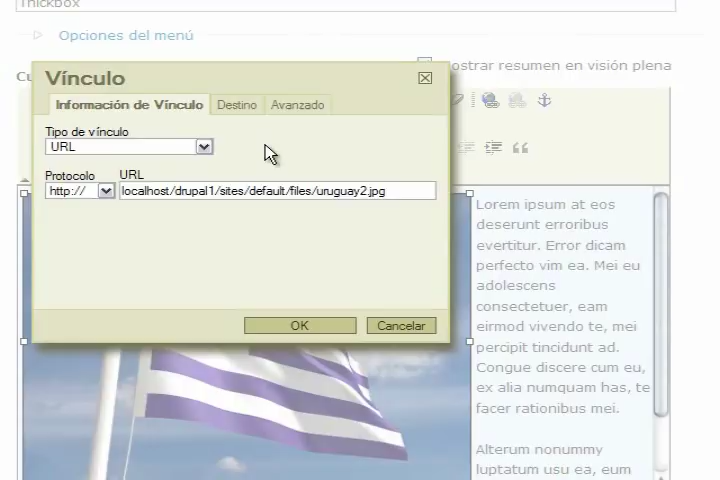 Thickbox
Opciones del menú
ostrar resumen en visión plena
Cu
Vínculo
Información de Vínculo Destino Avanzado
Tipo de vínculo
URL
Protocolo URL
http:// localhost/drupal1/sites/default/files/uruguay2.jpg
OK Cancelar
Lorem ipsum at eos
deserunt erroribus
evertitur. Error dicam
perfecto vim ea. Mei eu
adolescens
consectetuer, eam
eirmod vivendo te, mei
percipit tincidunt ad.
Congue discere cum eu,
ex alia numquam has, te
facer rationibus mei.
Alterum nonummy
luptatum usu ea, eum